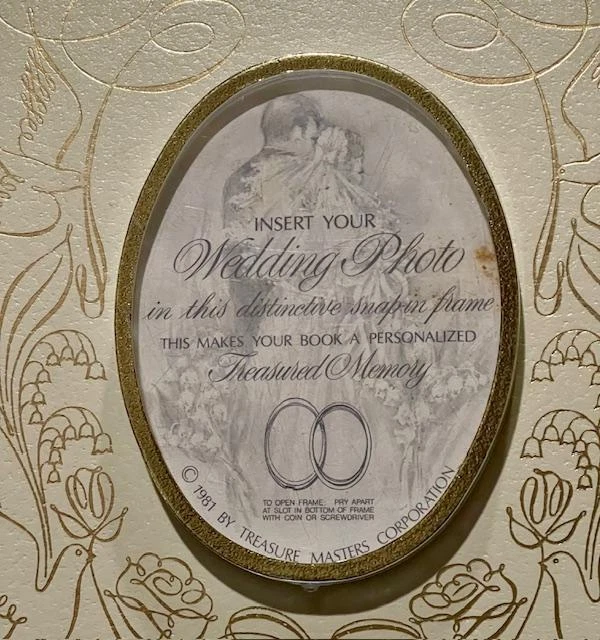 INSERT YOUR
Wedding Photo
in this distinctive snap-in frame
THIS MAKES YOUR BOOK A PERSONALIZED
Treasured Memory
TO OPEN FRAME: PRY APART
AT SLOT IN BOTTOM OF FRAME
WITH COIN OR SCREWDRIVER
© 1981 BY TREASURE MASTERS CORPORATION